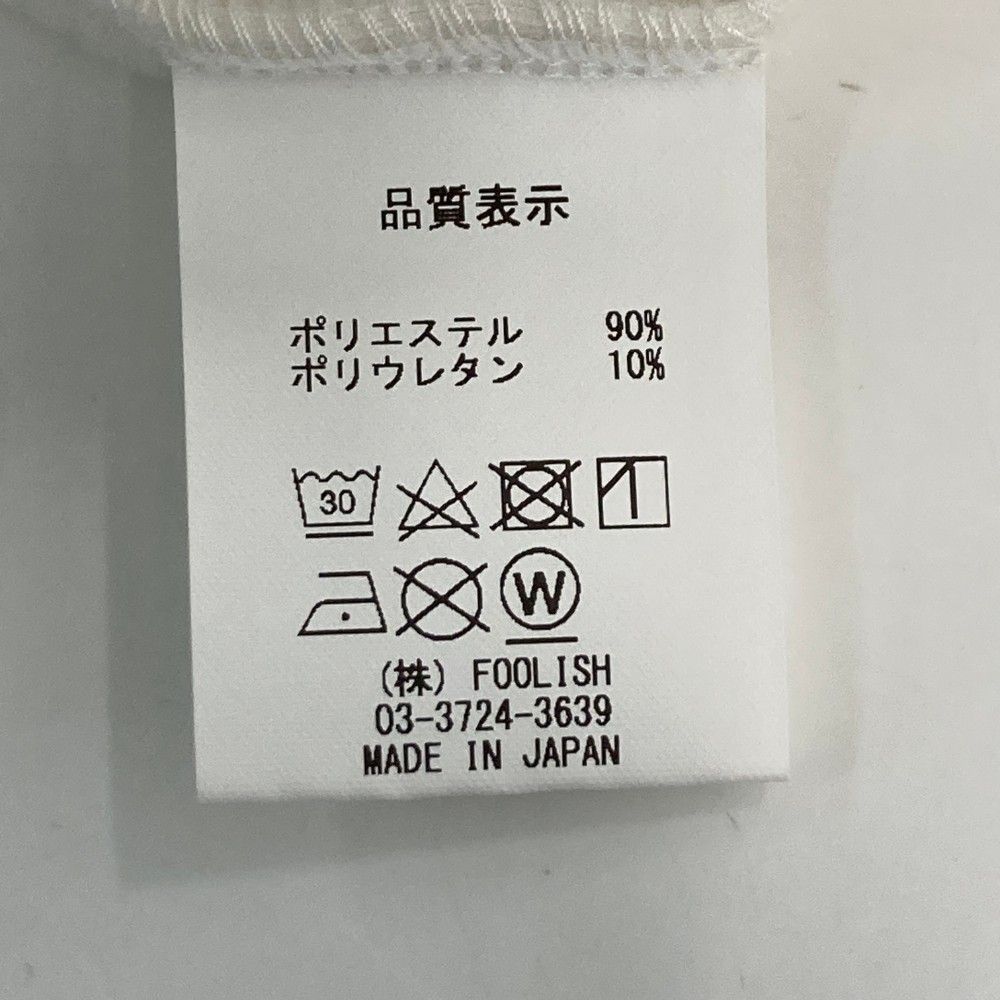 品質表示
ポリエステル 90%
ポリウレタン 10%
30
W
(株) FOOLISH
03-3724-3639
MADE IN JAPAN